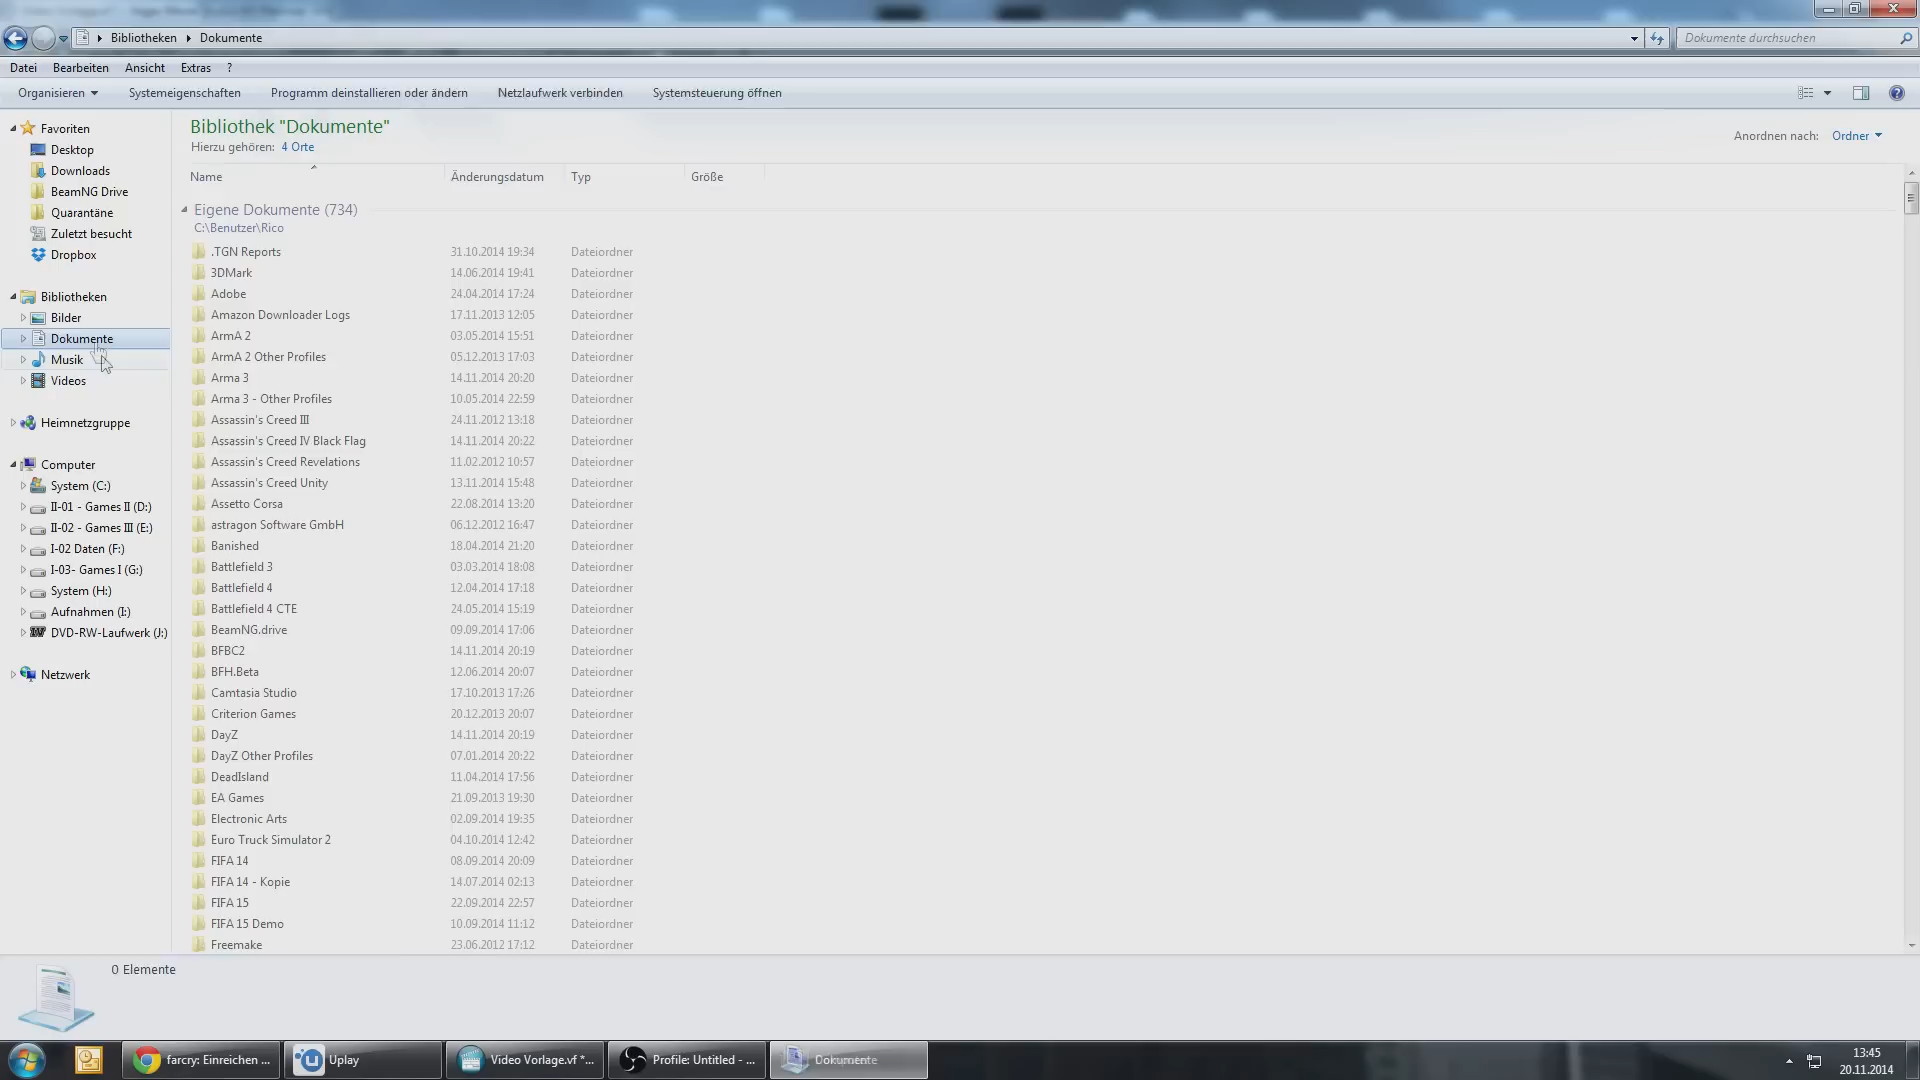 Bibliotheken Dokumente
Dokumente durchsuchen
Datei Bearbeiten Ansicht Extras ?
Organisieren Systemeigenschaften Programm deinstallieren oder ändern Netzlaufwerk verbinden Systemsteuerung öffnen
Favoriten
Desktop
Downloads
BeamNG Drive
Quarantäne
Zuletzt besucht
Dropbox
Bibliotheken
Bilder
Dokumente
Musik
Videos
Heimnetzgruppe
Computer
System (C:)
II-01 - Games II (D:)
II-02 - Games III (E:)
I-02 Daten (F:)
I-03- Games I (G:)
System (H:)
Aufnahmen (I:)
DVD-RW-Laufwerk (J:)
Netzwerk
Bibliothek "Dokumente"
Hierzu gehören: 4 Orte
Anordnen nach: Ordner
Name Änderungsdatum Typ Größe
Eigene Dokumente (734)
C:\Benutzer\Rico
.TGN Reports 31.10.2014 19:34 Dateiordner
3DMark 14.06.2014 19:41 Dateiordner
Adobe 24.04.2014 17:24 Dateiordner
Amazon Downloader Logs 17.11.2013 12:05 Dateiordner
ArmA 2 03.05.2014 15:51 Dateiordner
ArmA 2 Other Profiles 05.12.2013 17:03 Dateiordner
Arma 3 14.11.2014 20:20 Dateiordner
Arma 3 - Other Profiles 10.05.2014 22:59 Dateiordner
Assassin's Creed III 24.11.2012 13:18 Dateiordner
Assassin's Creed IV Black Flag 14.11.2014 20:22 Dateiordner
Assassin's Creed Revelations 11.02.2012 10:57 Dateiordner
Assassin's Creed Unity 13.11.2014 15:48 Dateiordner
Assetto Corsa 22.08.2014 13:20 Dateiordner
astragon Software GmbH 06.12.2012 16:47 Dateiordner
Banished 18.04.2014 21:20 Dateiordner
Battlefield 3 03.03.2014 18:08 Dateiordner
Battlefield 4 12.04.2014 17:18 Dateiordner
Battlefield 4 CTE 24.05.2014 15:19 Dateiordner
BeamNG.drive 09.09.2014 17:06 Dateiordner
BFBC2 14.11.2014 20:19 Dateiordner
BFH.Beta 12.06.2014 20:07 Dateiordner
Camtasia Studio 17.10.2013 17:26 Dateiordner
Criterion Games 20.12.2013 20:07 Dateiordner
DayZ 14.11.2014 20:19 Dateiordner
DayZ Other Profiles 07.01.2014 20:22 Dateiordner
DeadIsland 11.04.2014 17:56 Dateiordner
EA Games 21.09.2013 19:30 Dateiordner
Electronic Arts 02.09.2014 19:35 Dateiordner
Euro Truck Simulator 2 04.10.2014 12:42 Dateiordner
FIFA 14 08.09.2014 20:09 Dateiordner
FIFA 14 - Kopie 14.07.2014 02:13 Dateiordner
FIFA 15 22.09.2014 22:57 Dateiordner
FIFA 15 Demo 10.09.2014 11:12 Dateiordner
Freemake 23.06.2012 17:12 Dateiordner
0 Elemente
farcry: Einreichen ... Uplay Video Vorlage.vf *... Profile: Untitled - ... Dokumente
13:45
20.11.2014